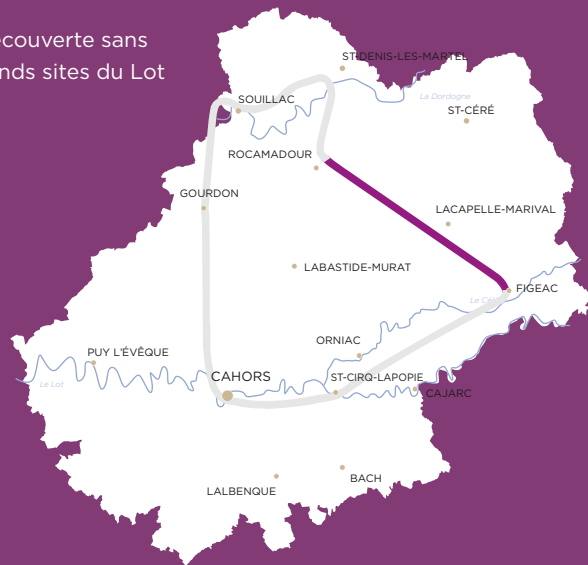 écouverte sans
nds sites du Lot
ST-DENIS-LES-MARTEL
La Dordogne
SOUILLAC
ST-CÉRÉ
ROCAMADOUR
GOURDON
LACAPELLE-MARIVAL
LABASTIDE-MURAT
FIGEAC
ORNIAC
PUY L'ÉVÊQUE
CAHORS
ST-CIRQ-LAPOPIE
Le Lot
CAJARC
BACH
LALBENQUE